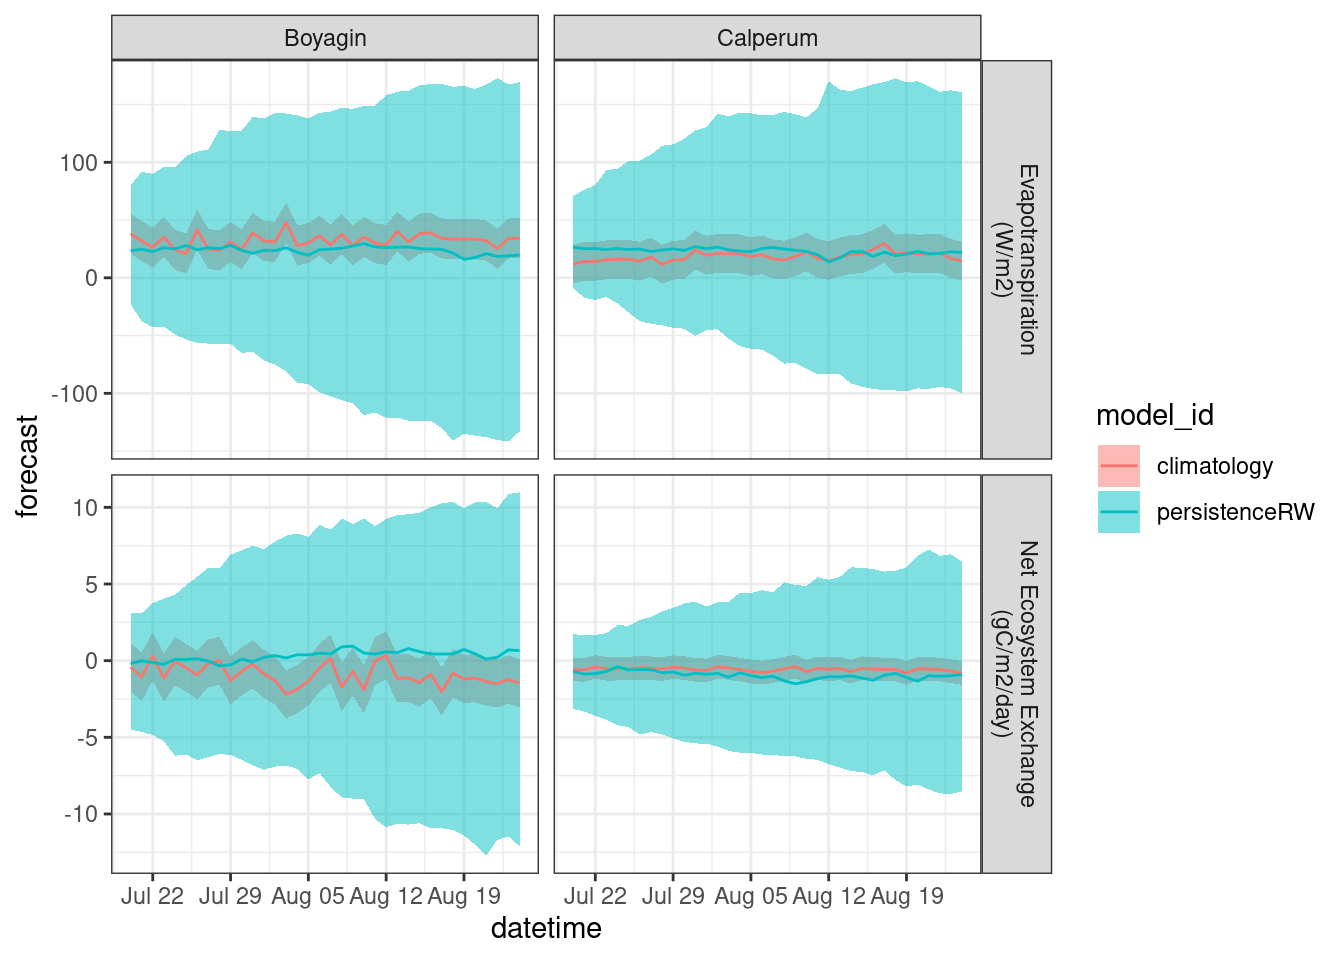 Boyagin
Calperum
forecast
100
0
-100
Evapotranspiration
(W/m2)
10
5
0
-5
-10
Net Ecosystem Exchange
(gC/m2/day)
Jul 22 Jul 29 Aug 05 Aug 12 Aug 19
Jul 22 Jul 29 Aug 05 Aug 12 Aug 19
datetime
model_id
climatology
persistenceRW